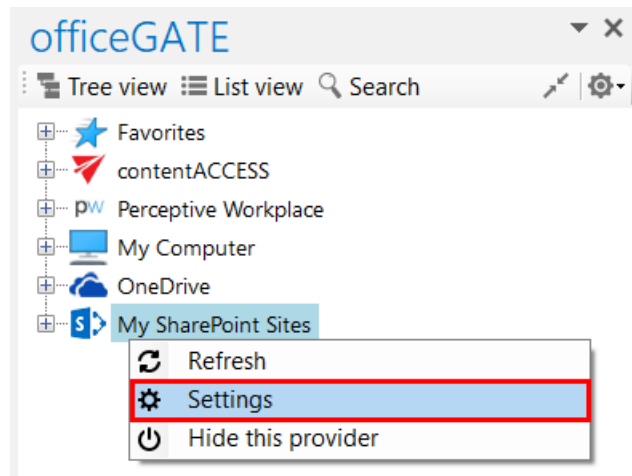 officeGATE
Tree view List view Search
Favorites
contentACCESS
pw Perceptive Workplace
My Computer
OneDrive
S My SharePoint Sites
Refresh
Settings
Hide this provider